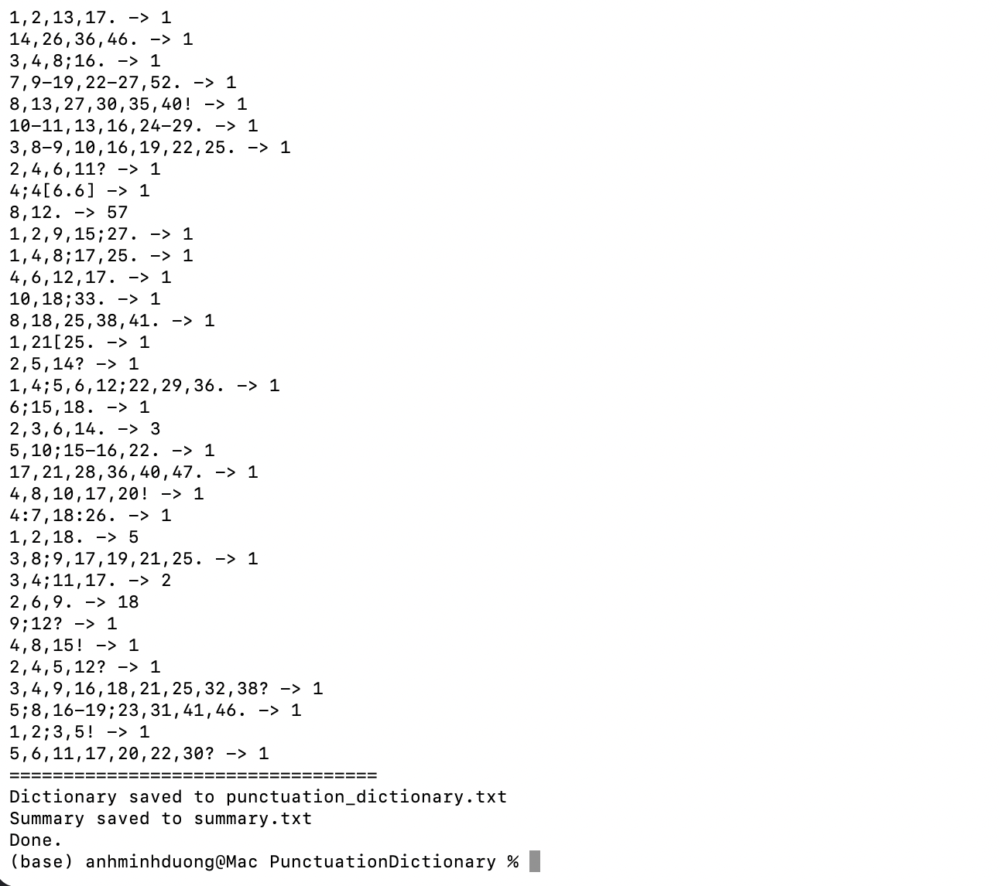 1,2,13,17. -> 1
14,26,36,46. -> 1
3,4,8;16. -> 1
7,9-19,22-27,52. -> 1
8,13,27,30,35,40! -> 1
10-11,13,16,24-29. -> 1
3,8-9,10,16,19,22,25. -> 1
2,4,6,11? -> 1
4;4[6.6] -> 1
8,12. -> 57
1,2,9,15;27. -> 1
1,4,8;17,25. -> 1
4,6,12,17. -> 1
10,18;33. -> 1
8,18,25,38,41. -> 1
1,21[25. -> 1
2,5,14? -> 1
1,4;5,6,12;22,29,36. -> 1
6;15,18. -> 1
2,3,6,14. -> 3
5,10;15-16,22. -> 1
17,21,28,36,40,47. -> 1
4,8,10,17,20! -> 1
4:7,18:26. -> 1
1,2,18. -> 5
3,8;9,17,19,21,25. -> 1
3,4;11,17. -> 2
2,6,9. -> 18
9;12? -> 1
4,8,15! -> 1
2,4,5,12? -> 1
3,4,9,16,18,21,25,32,38? -> 1
5;8,16-19;23,31,41,46. -> 1
1,2;3,5! -> 1
5,6,11,17,20,22,30? -> 1
==================================
Dictionary saved to punctuation_dictionary.txt
Summary saved to summary.txt
Done.
(base) anhminhduong@Mac PunctuationDictionary %